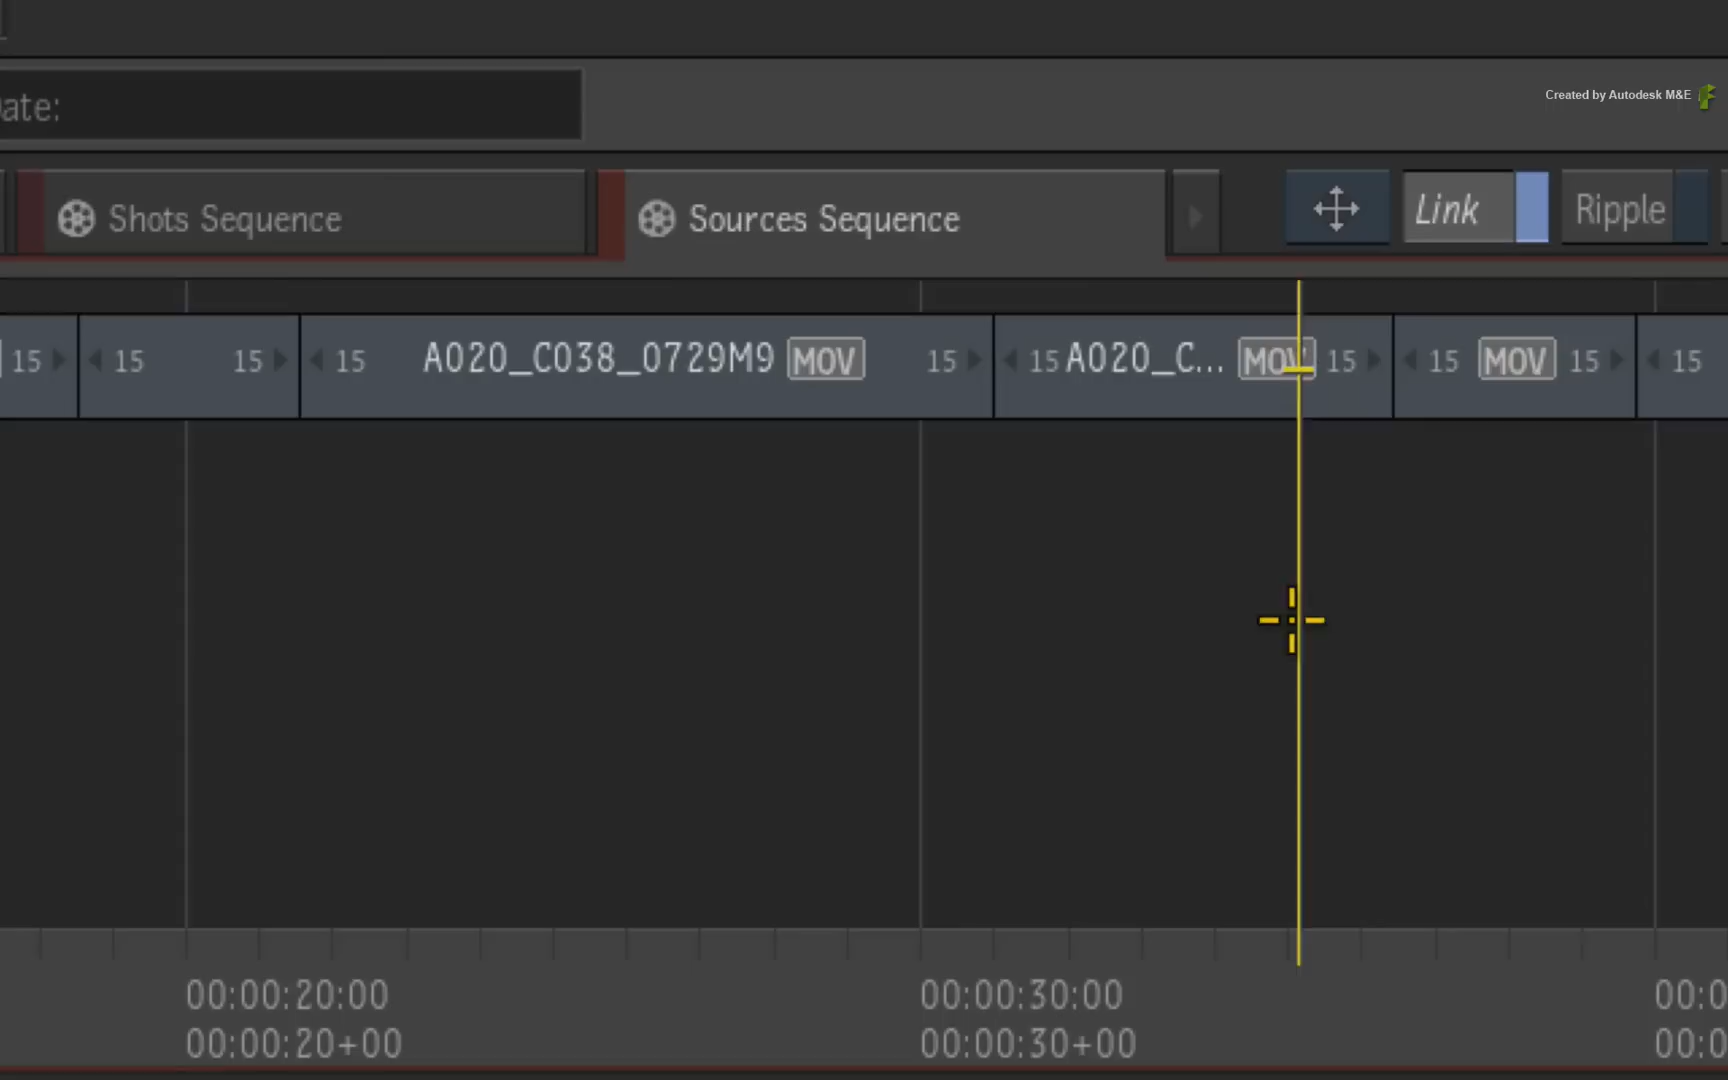 ate:
Created by Autodesk M&E
Shots Sequence
Sources Sequence
Link
Ripple
15 15 15 15 A020_C038_0729M9 MOV 15 15 A020_C... MOV 15 15 MOV 15 15
00:00:20:00 00:00:30:00 00:0
00:00:20+00 00:00:30+00 00:0